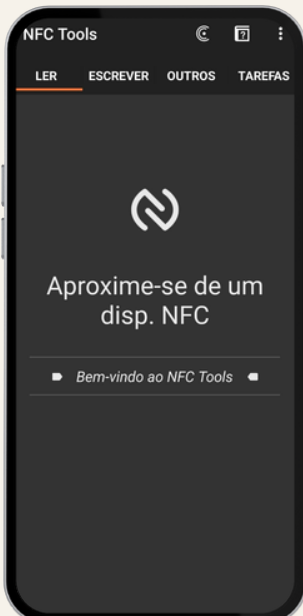 NFC Tools
LER ESCREVER OUTROS TAREFAS
Aproxime-se de um
disp. NFC
Bem-vindo ao NFC Tools